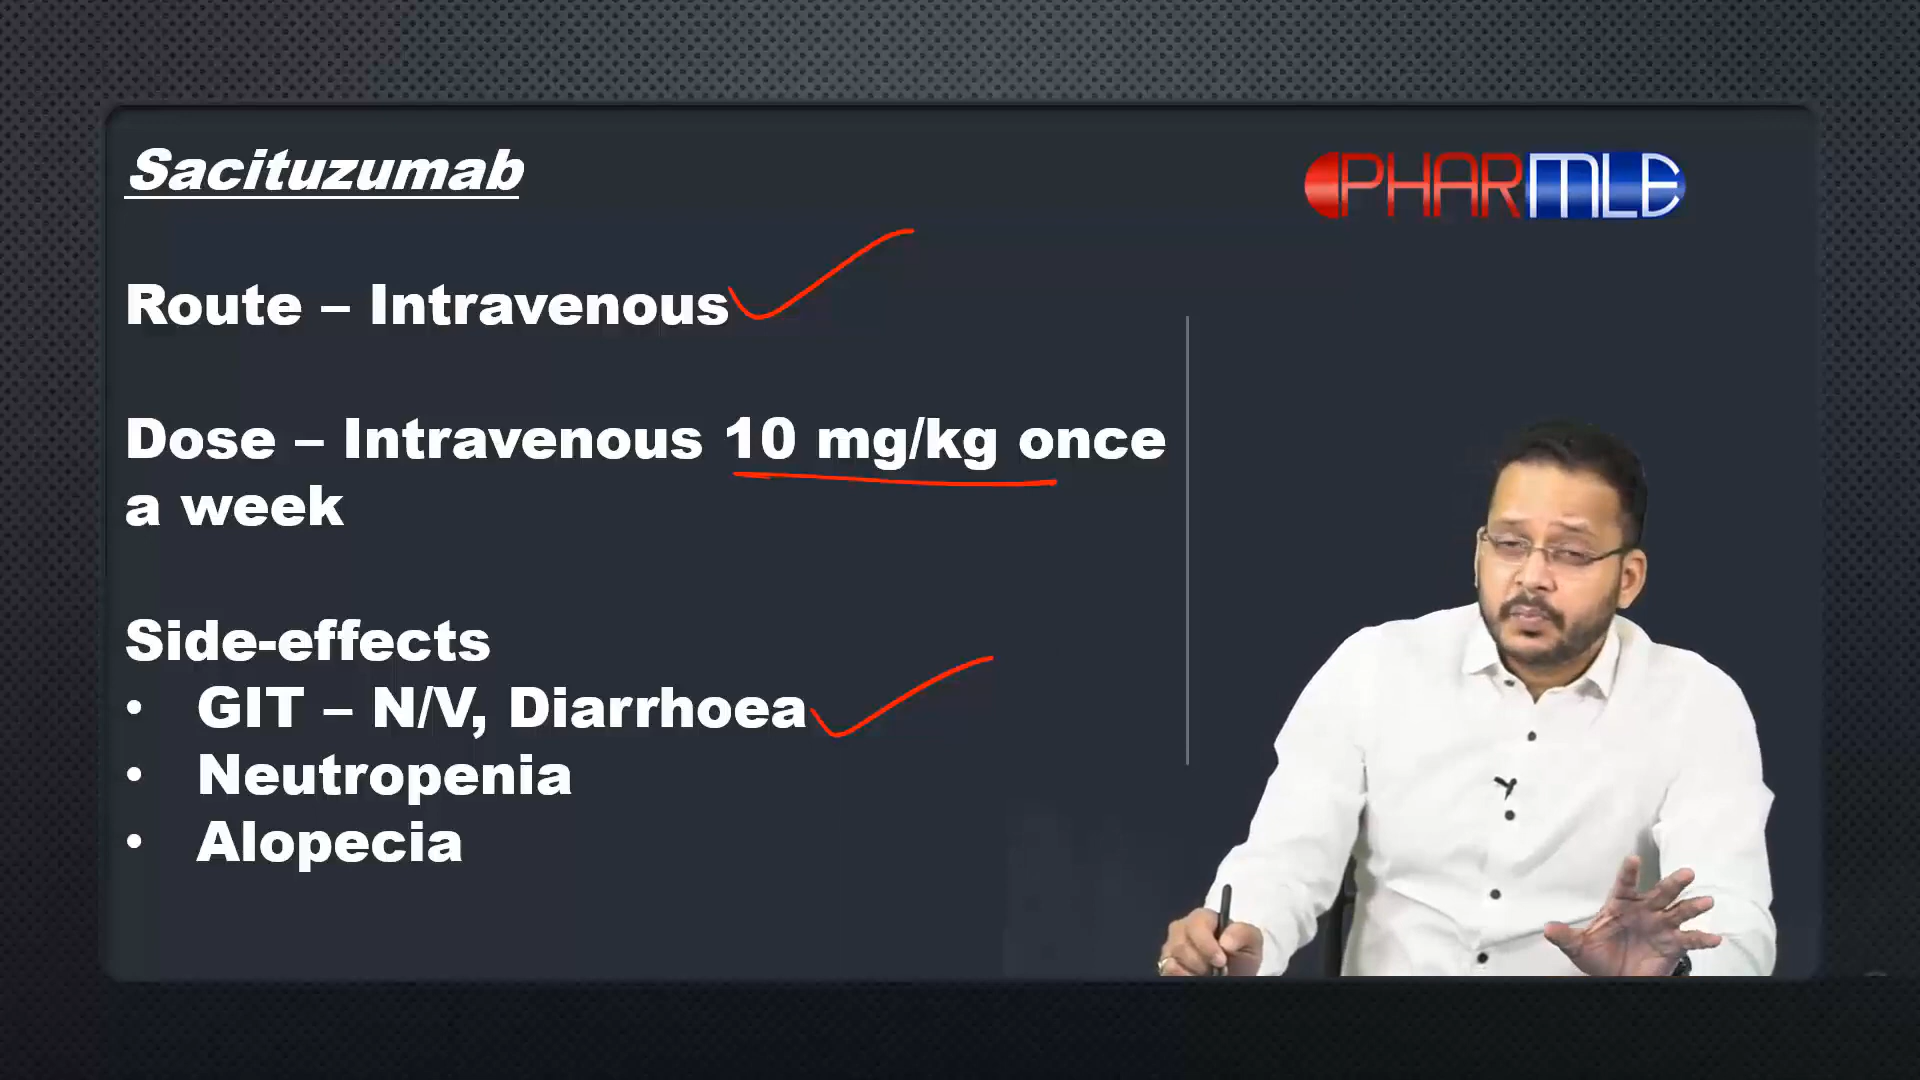 Sacituzumab
PHARMLE
Route – Intravenous
Dose – Intravenous 10 mg/kg once
a week
Side-effects
• GIT – N/V, Diarrhoea
• Neutropenia
• Alopecia